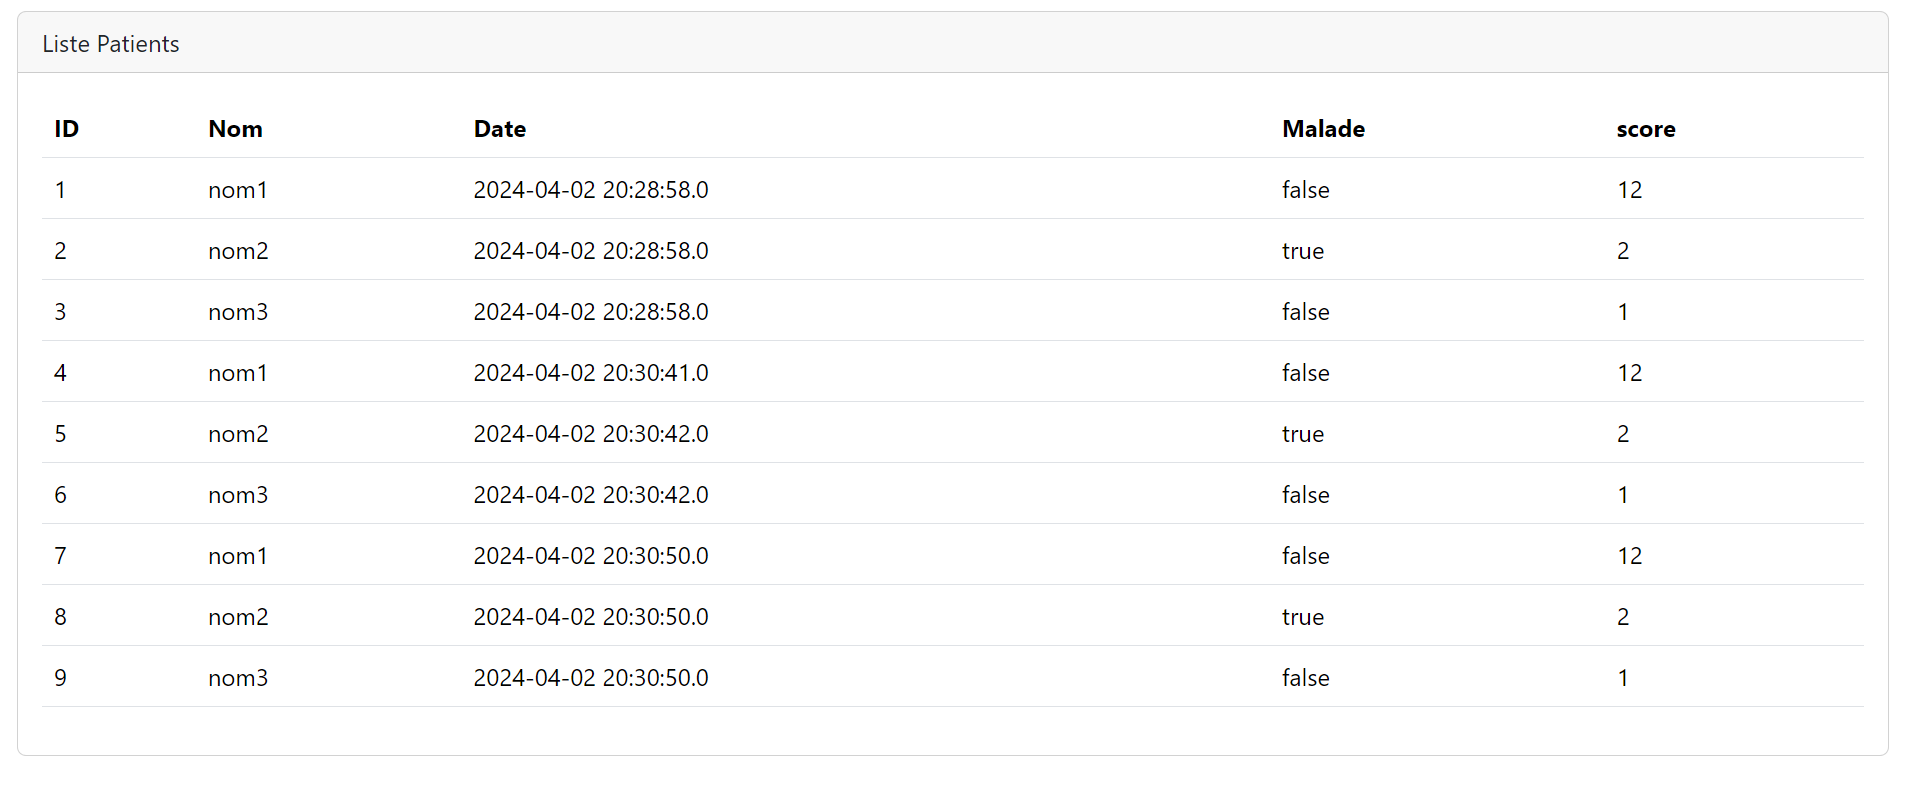 Liste Patients
ID Nom Date Malade score
1 nom1 2024-04-02 20:28:58.0 false 12
2 nom2 2024-04-02 20:28:58.0 true 2
3 nom3 2024-04-02 20:28:58.0 false 1
4 nom1 2024-04-02 20:30:41.0 false 12
5 nom2 2024-04-02 20:30:42.0 true 2
6 nom3 2024-04-02 20:30:42.0 false 1
7 nom1 2024-04-02 20:30:50.0 false 12
8 nom2 2024-04-02 20:30:50.0 true 2
9 nom3 2024-04-02 20:30:50.0 false 1